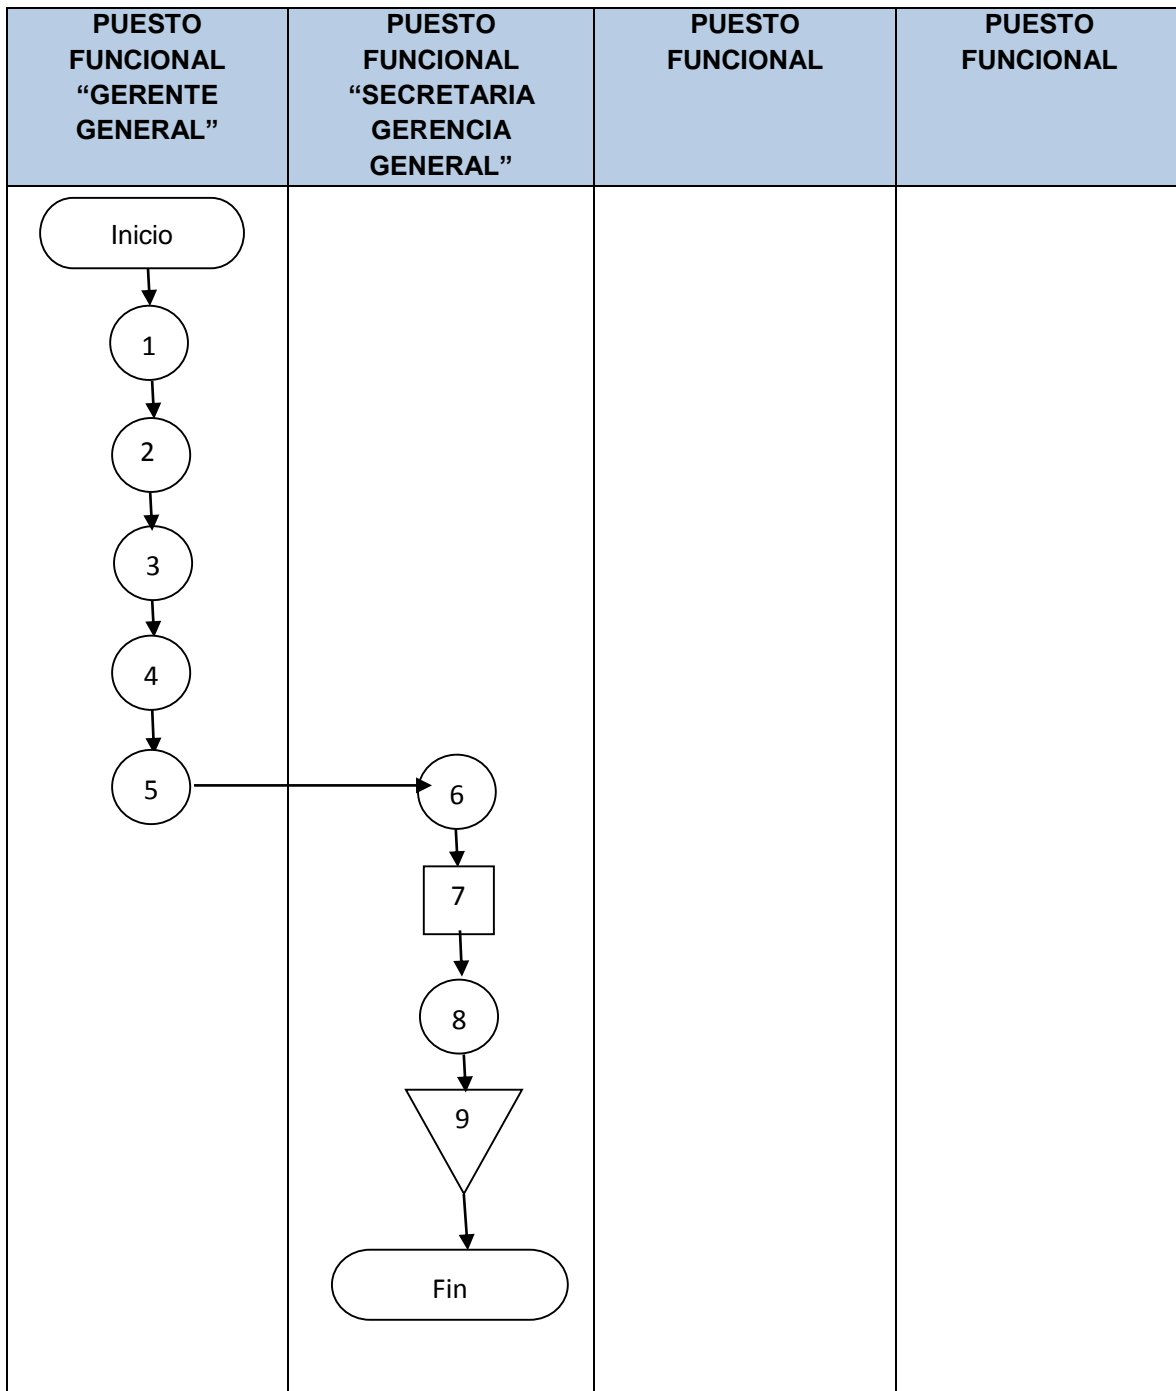 PUESTO
FUNCIONAL
“GERENTE
GENERAL”
PUESTO
FUNCIONAL
“SECRETARIA
GERENCIA
GENERAL”
PUESTO
FUNCIONAL
PUESTO
FUNCIONAL
Inicio
1
2
3
4
5
6
7
8
9
Fin